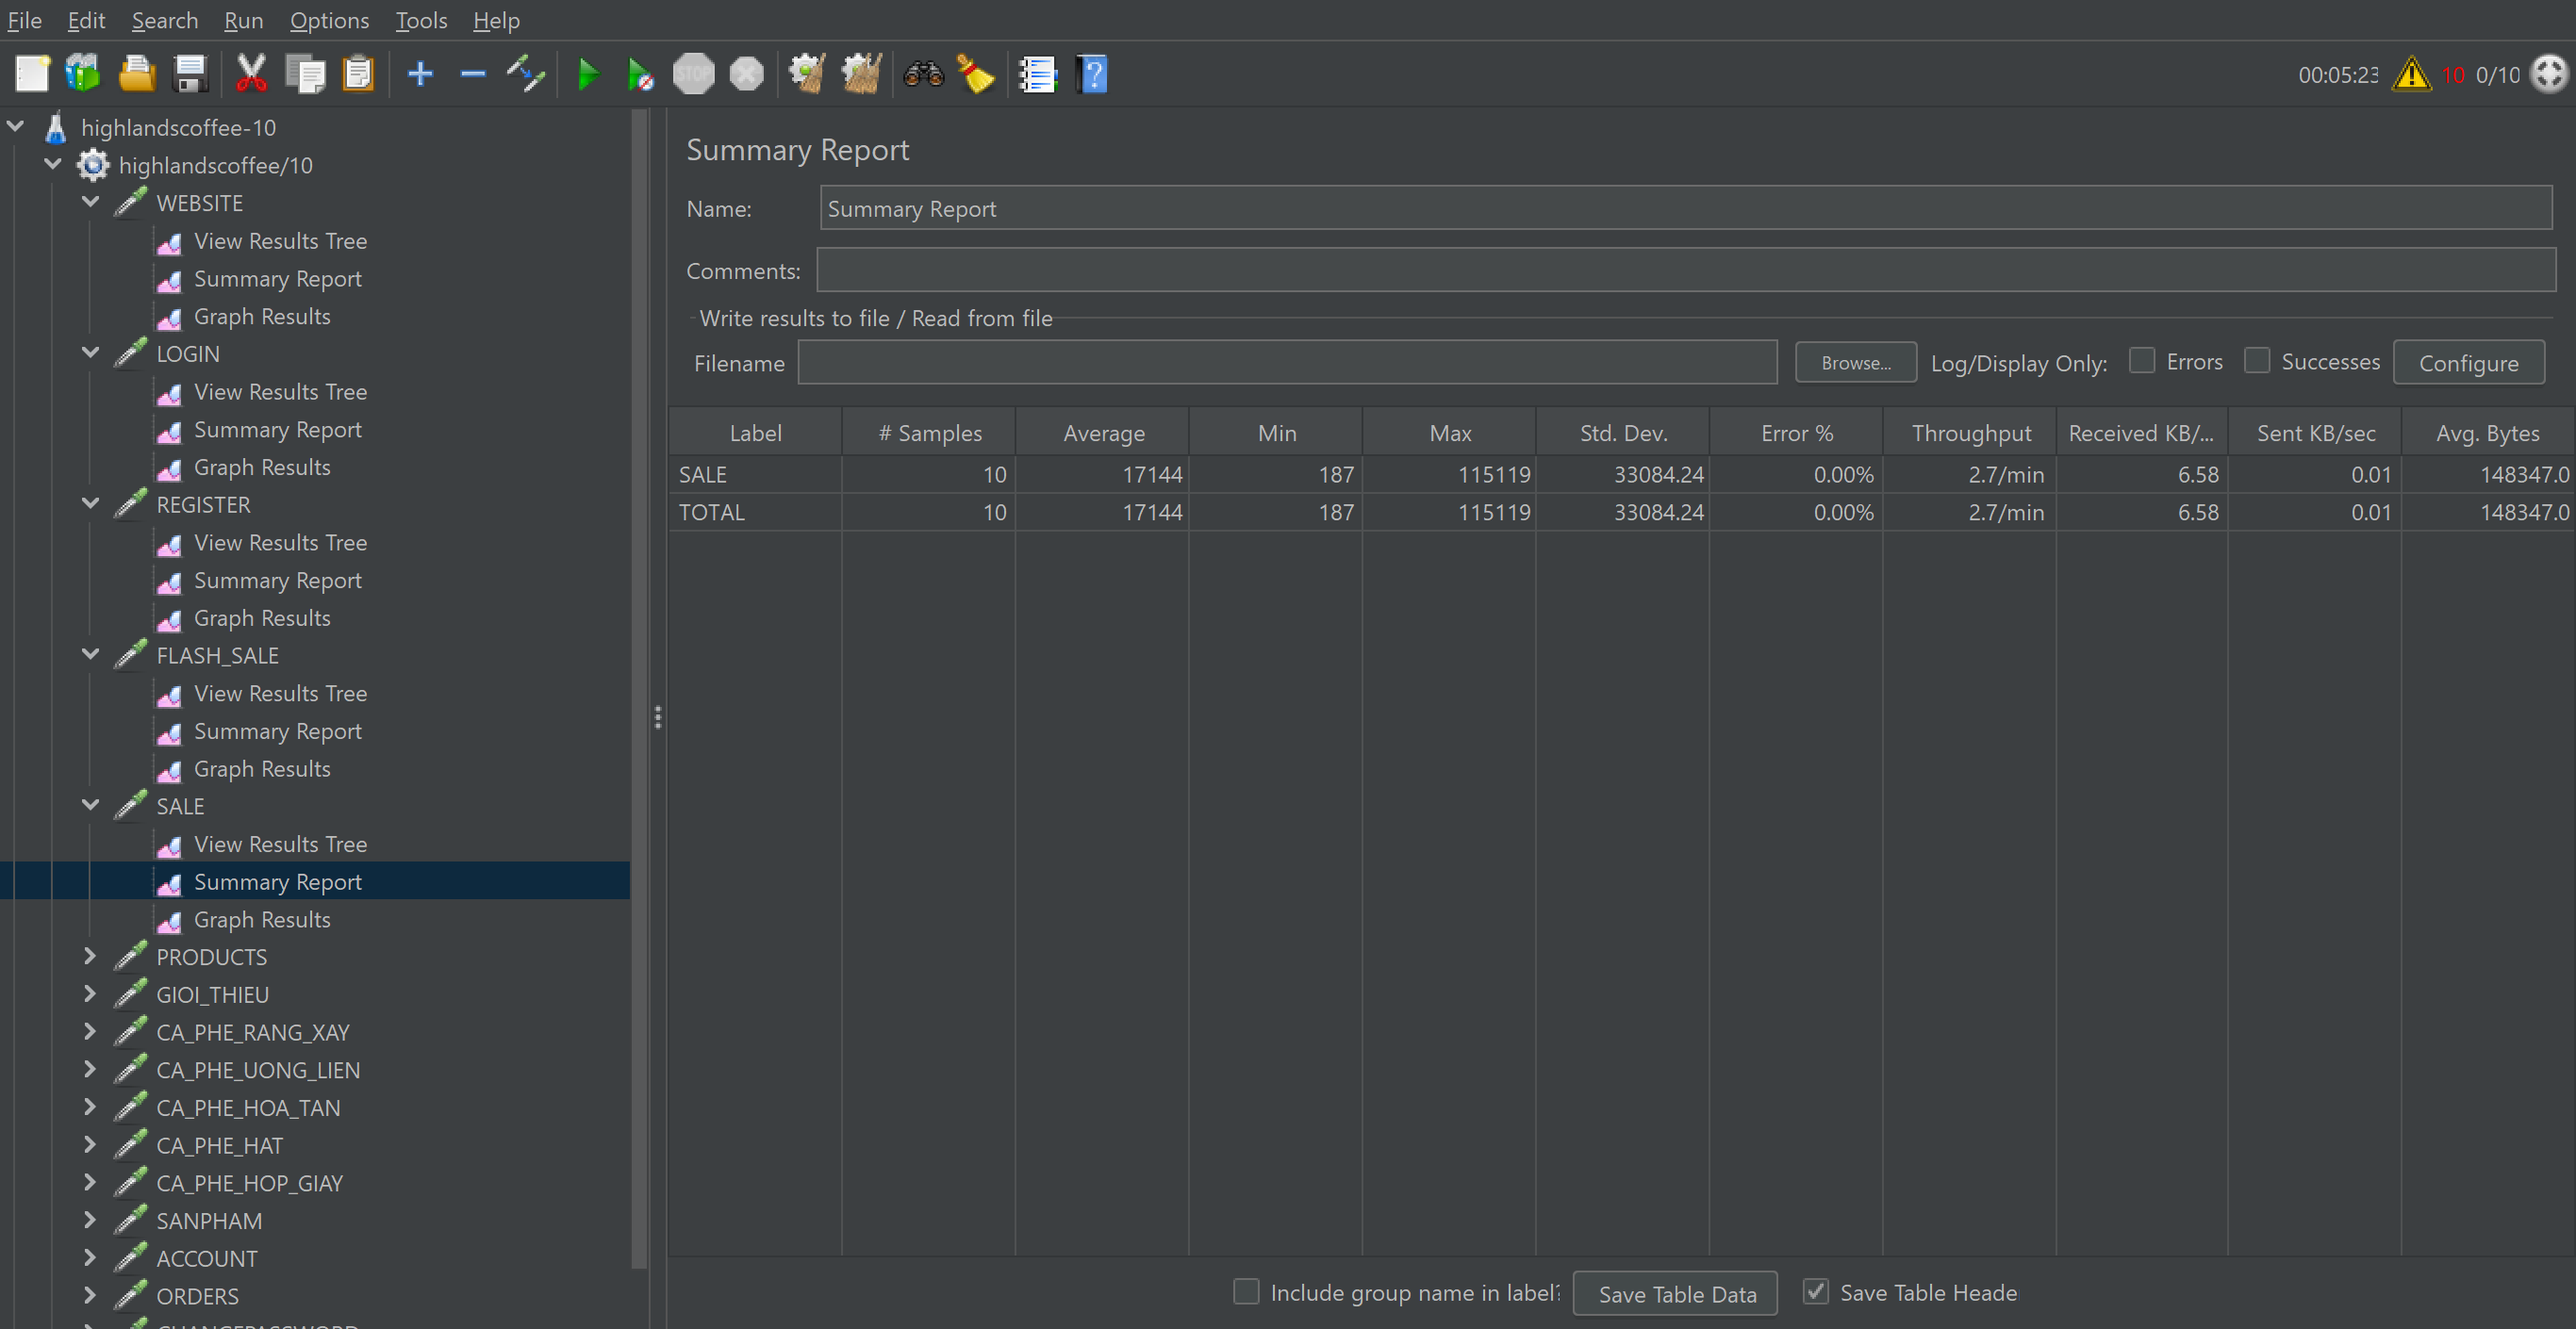 File Edit Search Run Options Tools Help
STOP
00:05:23 10 0/10
highlandscoffee-10
highlandscoffee/10
WEBSITE
View Results Tree
Summary Report
Graph Results
LOGIN
View Results Tree
Summary Report
Graph Results
REGISTER
View Results Tree
Summary Report
Graph Results
FLASH_SALE
View Results Tree
Summary Report
Graph Results
SALE
View Results Tree
Summary Report
Graph Results
PRODUCTS
GIOI_THIEU
CA_PHE_RANG_XAY
CA_PHE_UONG_LIEN
CA_PHE_HOA_TAN
CA_PHE_HAT
CA_PHE_HOP_GIAY
SANPHAM
ACCOUNT
ORDERS
Summary Report
Name: Summary Report
Comments:
Write results to file / Read from file
Filename Browse... Log/Display Only: Errors Successes Configure
Label # Samples Average Min Max Std. Dev. Error % Throughput Received KB/... Sent KB/sec Avg. Bytes
SALE 10 17144 187 115119 33084.24 0.00% 2.7/min 6.58 0.01 148347.0
TOTAL 10 17144 187 115119 33084.24 0.00% 2.7/min 6.58 0.01 148347.0
Include group name in label? Save Table Data Save Table Heade